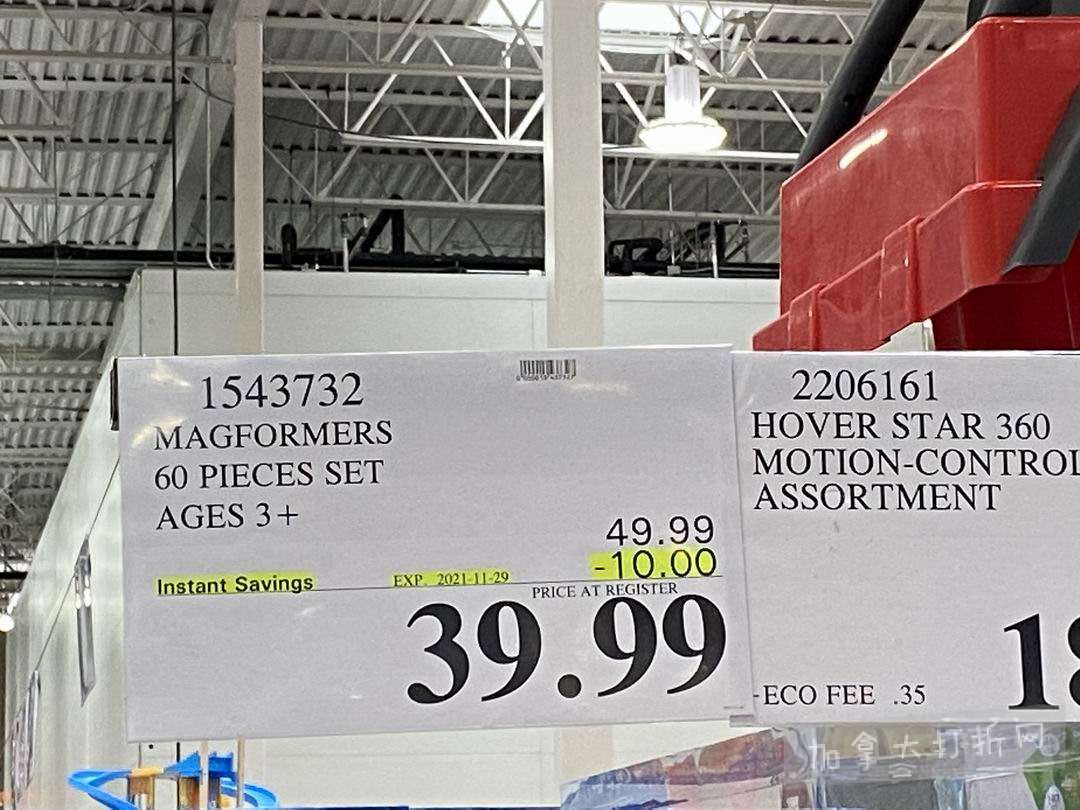 1543732
MAGFORMERS
60 PIECES SET
AGES 3+
49.99
-10.00
Instant Savings
EXP. 2021-11-29
PRICE AT REGISTER
39.99
2206161
HOVER STAR 360
MOTION-CONTROL
ASSORTMENT
-ECO FEE .35
18
加拿大打折网